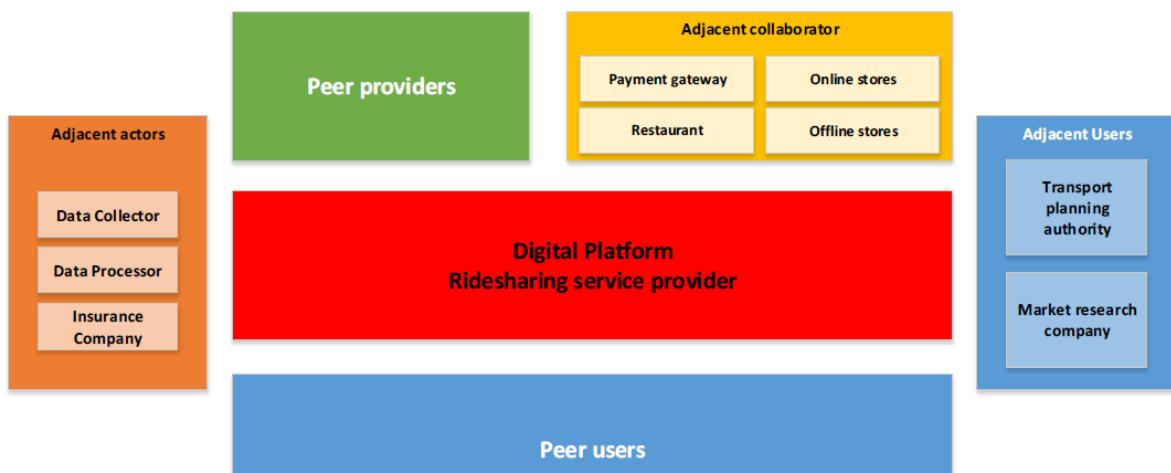 Peer providers
Adjacent collaborator
Payment gateway
Online stores
Restaurant
Offline stores
Adjacent actors
Data Collector
Data Processor
Insurance
Company
Digital Platform
Ridesharing service provider
Adjacent Users
Transport
planning
authority
Market research
company
Peer users